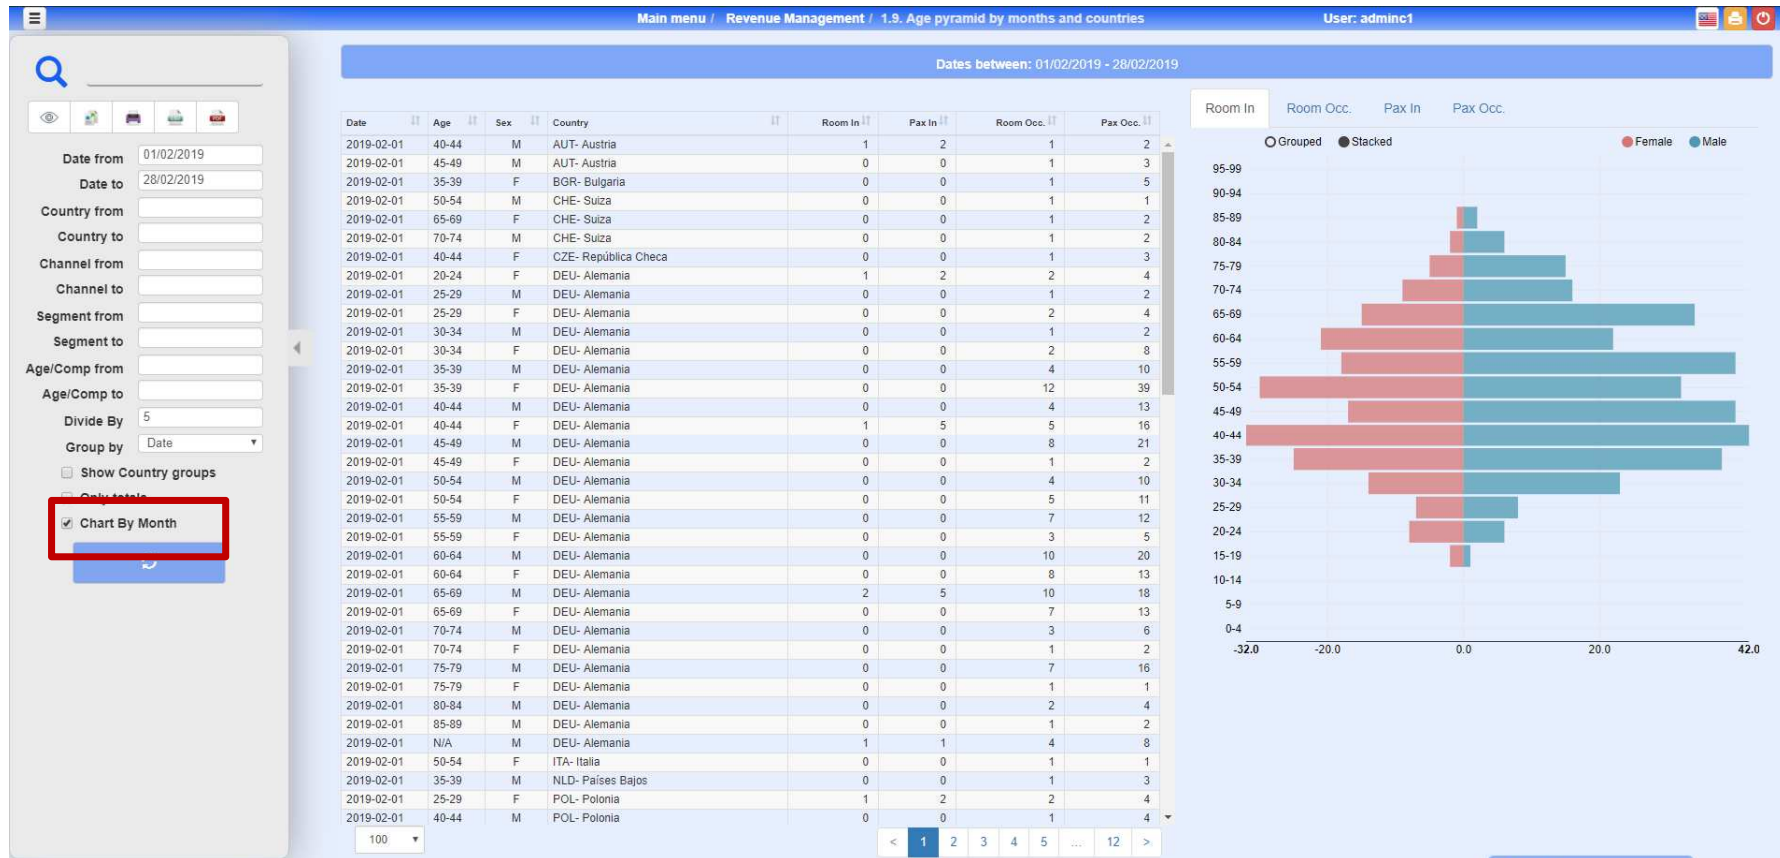 Main menu / Revenue Management / 1.9. Age pyramid by months and countries User: adminc1
Dates between: 01/02/2019 - 28/02/2019
Date from 01/02/2019
Date to 28/02/2019
Country from
Country to
Channel from
Channel to
Segment from
Segment to
Age/Comp from
Age/Comp to
Divide By 5
Group by Date
Show Country groups
Only totals
Chart By Month
Date Age Sex Country Room In Pax In Room Occ. Pax Occ.
2019-02-01 40-44 M AUT- Austria 1 2 1 2
2019-02-01 45-49 M AUT- Austria 0 0 1 3
2019-02-01 35-39 F BGR- Bulgaria 0 0 1 5
2019-02-01 50-54 M CHE- Suiza 0 0 1 1
2019-02-01 65-69 F CHE- Suiza 0 0 1 2
2019-02-01 70-74 M CHE- Suiza 0 0 1 2
2019-02-01 40-44 F CZE- República Checa 0 0 1 3
2019-02-01 20-24 F DEU- Alemania 1 2 2 4
2019-02-01 25-29 M DEU- Alemania 0 0 1 2
2019-02-01 25-29 F DEU- Alemania 0 0 2 4
2019-02-01 30-34 M DEU- Alemania 0 0 1 2
2019-02-01 30-34 F DEU- Alemania 0 0 2 8
2019-02-01 35-39 M DEU- Alemania 0 0 4 10
2019-02-01 35-39 F DEU- Alemania 0 0 12 39
2019-02-01 40-44 M DEU- Alemania 0 0 4 13
2019-02-01 40-44 F DEU- Alemania 1 5 5 16
2019-02-01 45-49 M DEU- Alemania 0 0 8 21
2019-02-01 45-49 F DEU- Alemania 0 0 1 2
2019-02-01 50-54 M DEU- Alemania 0 0 4 10
2019-02-01 50-54 F DEU- Alemania 0 0 5 11
2019-02-01 55-59 M DEU- Alemania 0 0 7 12
2019-02-01 55-59 F DEU- Alemania 0 0 3 5
2019-02-01 60-64 M DEU- Alemania 0 0 10 20
2019-02-01 60-64 F DEU- Alemania 0 0 8 13
2019-02-01 65-69 M DEU- Alemania 2 5 10 18
2019-02-01 65-69 F DEU- Alemania 0 0 7 13
2019-02-01 70-74 M DEU- Alemania 0 0 3 6
2019-02-01 70-74 F DEU- Alemania 0 0 1 2
2019-02-01 75-79 M DEU- Alemania 0 0 7 16
2019-02-01 75-79 F DEU- Alemania 0 0 1 1
2019-02-01 80-84 M DEU- Alemania 0 0 2 4
2019-02-01 85-89 M DEU- Alemania 0 0 1 2
2019-02-01 N/A M DEU- Alemania 1 1 4 8
2019-02-01 50-54 F ITA- Italia 0 0 1 1
2019-02-01 35-39 M NLD- Países Bajos 0 0 1 3
2019-02-01 25-29 F POL- Polonia 1 2 2 4
2019-02-01 40-44 M POL- Polonia 0 0 1 4
100 < 1 2 3 4 5 ... 12 >
Room In Room Occ. Pax In Pax Occ.
Grouped Stacked Female Male
95-99
90-94
85-89
80-84
75-79
70-74
65-69
60-64
55-59
50-54
45-49
40-44
35-39
30-34
25-29
20-24
15-19
10-14
5-9
0-4
-32.0 -20.0 0.0 20.0 42.0